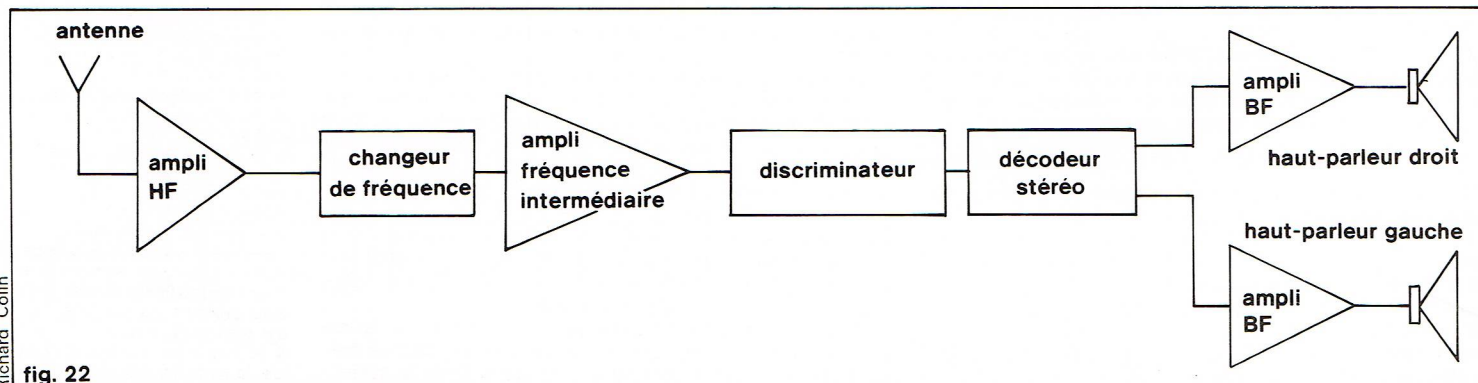 antenne
ampli
HF
changeur
de fréquence
ampli
fréquence
intermédiaire
discriminateur
décodeur
stéréo
ampli
BF
haut-parleur droit
haut-parleur gauche
ampli
BF
Richard Colin
fig. 22